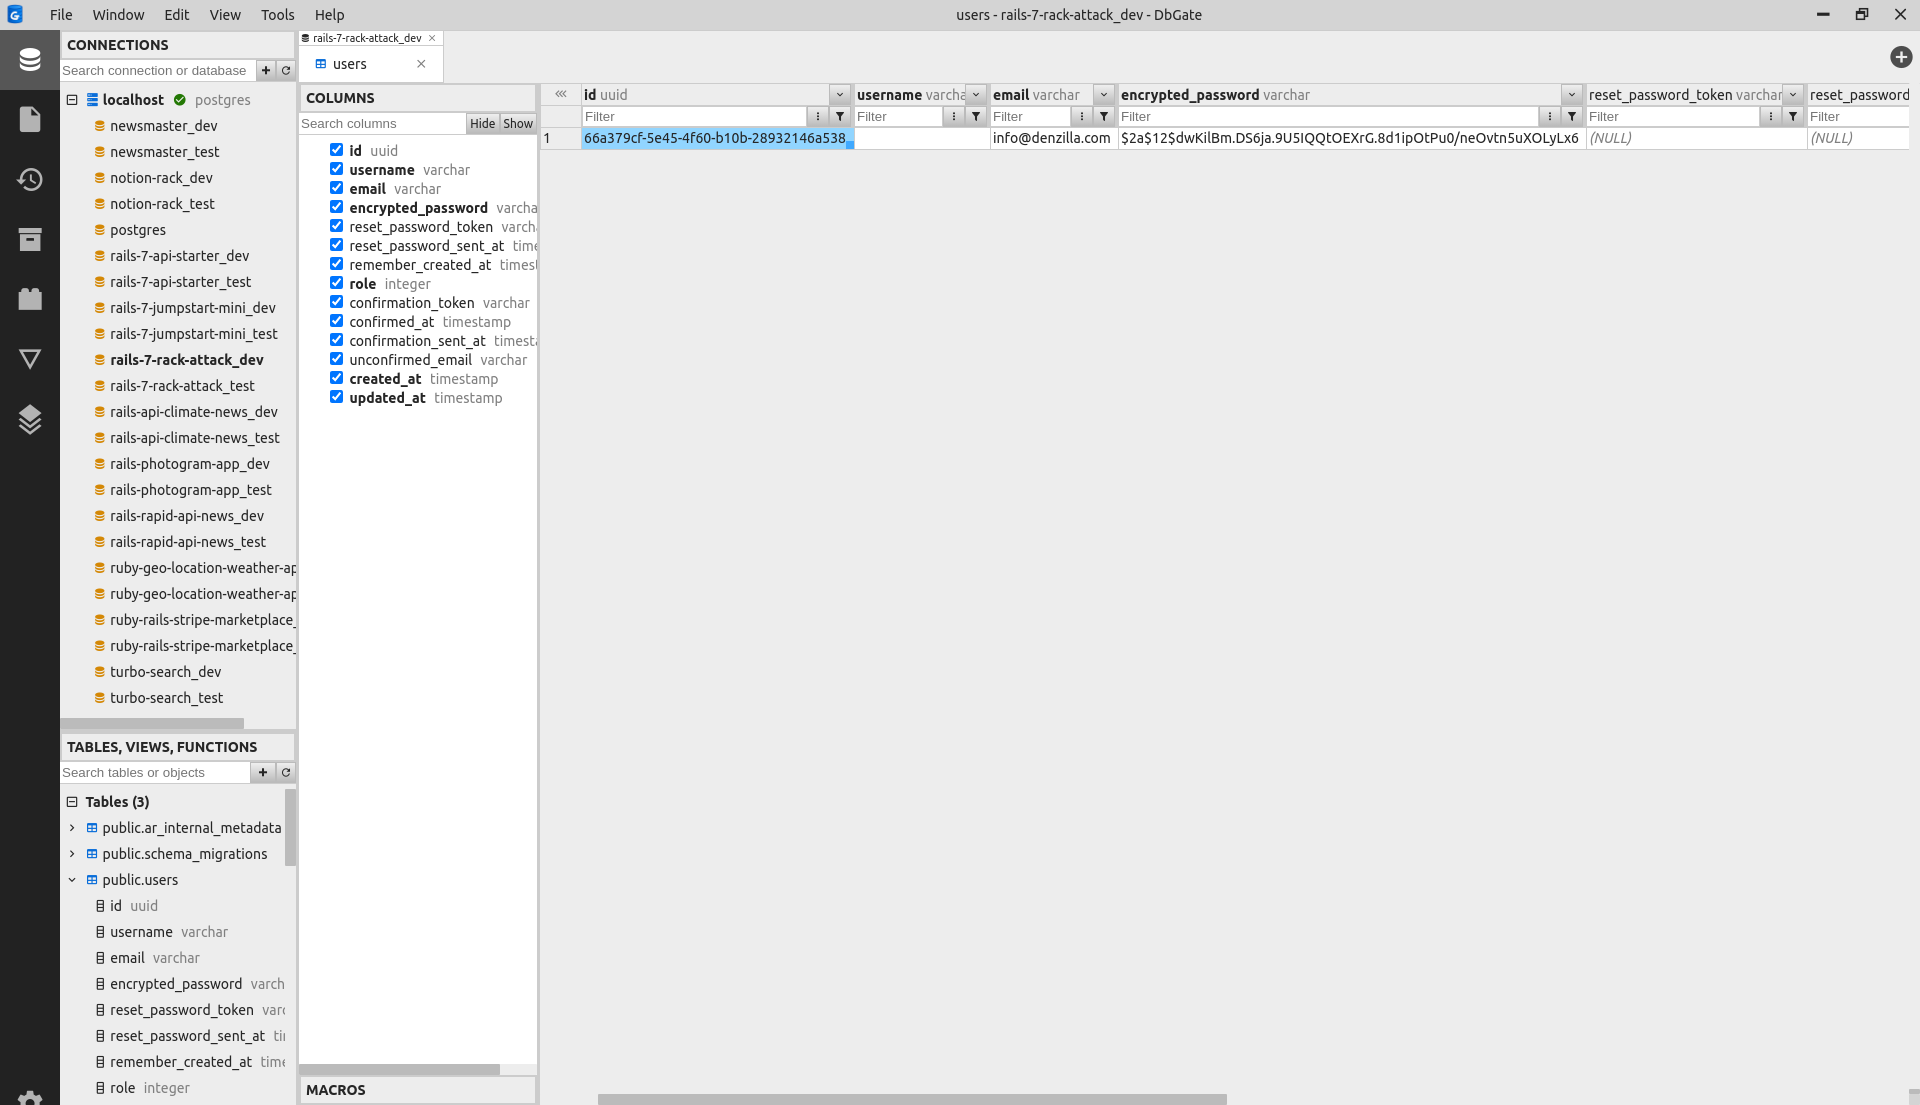 File Window Edit View Tools Help
users - rails-7-rack-attack_dev - DbGate
CONNECTIONS
Search connection or database
localhost postgres
newsmaster_dev
newsmaster_test
notion-rack_dev
notion-rack_test
postgres
rails-7-api-starter_dev
rails-7-api-starter_test
rails-7-jumpstart-mini_dev
rails-7-jumpstart-mini_test
rails-7-rack-attack_dev
rails-7-rack-attack_test
rails-api-climate-news_dev
rails-api-climate-news_test
rails-photogram-app_dev
rails-photogram-app_test
rails-rapid-api-news_dev
rails-rapid-api-news_test
ruby-geo-location-weather-ap
ruby-geo-location-weather-ap
ruby-rails-stripe-marketplace_
ruby-rails-stripe-marketplace_
turbo-search_dev
turbo-search_test
TABLES, VIEWS, FUNCTIONS
Search tables or objects
Tables (3)
public.ar_internal_metadata
public.schema_migrations
public.users
id uuid
username varchar
email varchar
encrypted_password varch
reset_password_token varc
reset_password_sent_at ti
remember_created_at time
role integer
rails-7-rack-attack_dev
users
COLUMNS
Search columns Hide Show
id uuid
username varchar
email varchar
encrypted_password varcha
reset_password_token varch
reset_password_sent_at time
remember_created_at timest
role integer
confirmation_token varchar
confirmed_at timestamp
confirmation_sent_at timesta
unconfirmed_email varchar
created_at timestamp
updated_at timestamp
MACROS
id uuid username varcha email varchar encrypted_password varchar reset_password_token varchar reset_password
Filter Filter Filter Filter Filter Filter
1 66a379cf-5e45-4f60-b10b-28932146a538 info@denzilla.com $2a$12$dwKilBm.DS6ja.9U5IQQtOEXrG.8d1ipOtPu0/neOvtn5uXOLyLx6 (NULL) (NULL)